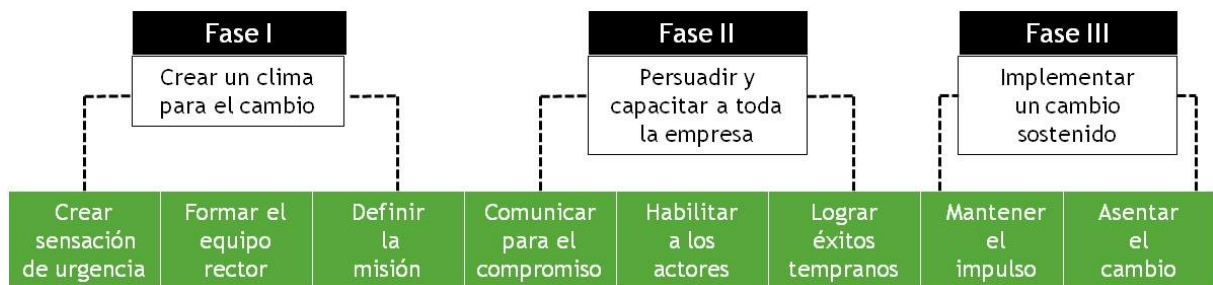 Fase I
Crear un clima
para el cambio
Fase II
Persuadir y
capacitar a toda
la empresa
Fase III
Implementar
un cambio
sostenido
Crear
sensación
de urgencia
Formar el
equipo
rector
Definir
la
misión
Comunicar
para el
compromiso
Habilitar
a los
actores
Lograr
éxitos
tempranos
Mantener
el
impulso
Asentar
el
cambio